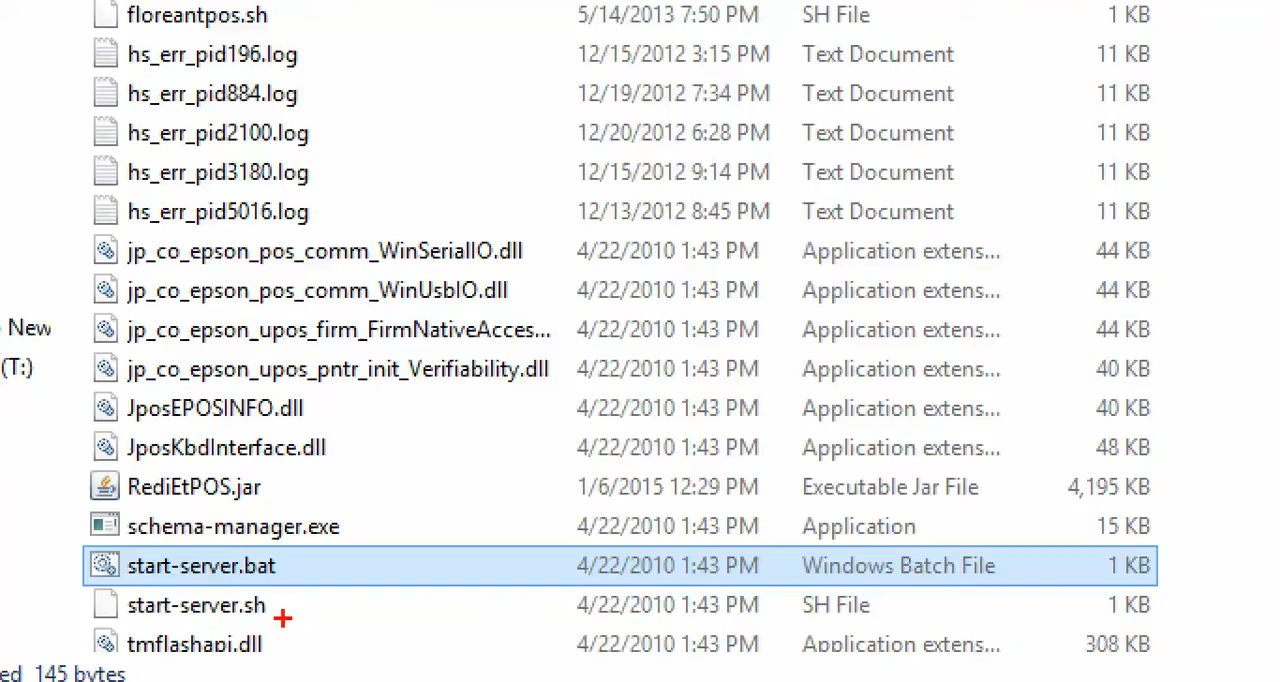 floreantpos.sh 5/14/2013 7:50 PM SH File 1 KB
hs_err_pid196.log 12/15/2012 3:15 PM Text Document 11 KB
hs_err_pid884.log 12/19/2012 7:34 PM Text Document 11 KB
hs_err_pid2100.log 12/20/2012 6:28 PM Text Document 11 KB
hs_err_pid3180.log 12/15/2012 9:14 PM Text Document 11 KB
hs_err_pid5016.log 12/13/2012 8:45 PM Text Document 11 KB
jp_co_epson_pos_comm_WinSerialIO.dll 4/22/2010 1:43 PM Application extens... 44 KB
jp_co_epson_pos_comm_WinUsbIO.dll 4/22/2010 1:43 PM Application extens... 44 KB
New jp_co_epson_upos_firm_FirmNativeAcces... 4/22/2010 1:43 PM Application extens... 44 KB
(T:) jp_co_epson_upos_pntr_init_Verifiability.dll 4/22/2010 1:43 PM Application extens... 40 KB
JposEPOSINFO.dll 4/22/2010 1:43 PM Application extens... 40 KB
JposKbdInterface.dll 4/22/2010 1:43 PM Application extens... 48 KB
RediEtPOS.jar 1/6/2015 12:29 PM Executable Jar File 4,195 KB
schema-manager.exe 4/22/2010 1:43 PM Application 15 KB
start-server.bat 4/22/2010 1:43 PM Windows Batch File 1 KB
start-server.sh 4/22/2010 1:43 PM SH File 1 KB
tmflashapi.dll 4/22/2010 1:43 PM Application extens... 308 KB
ed 145 bytes